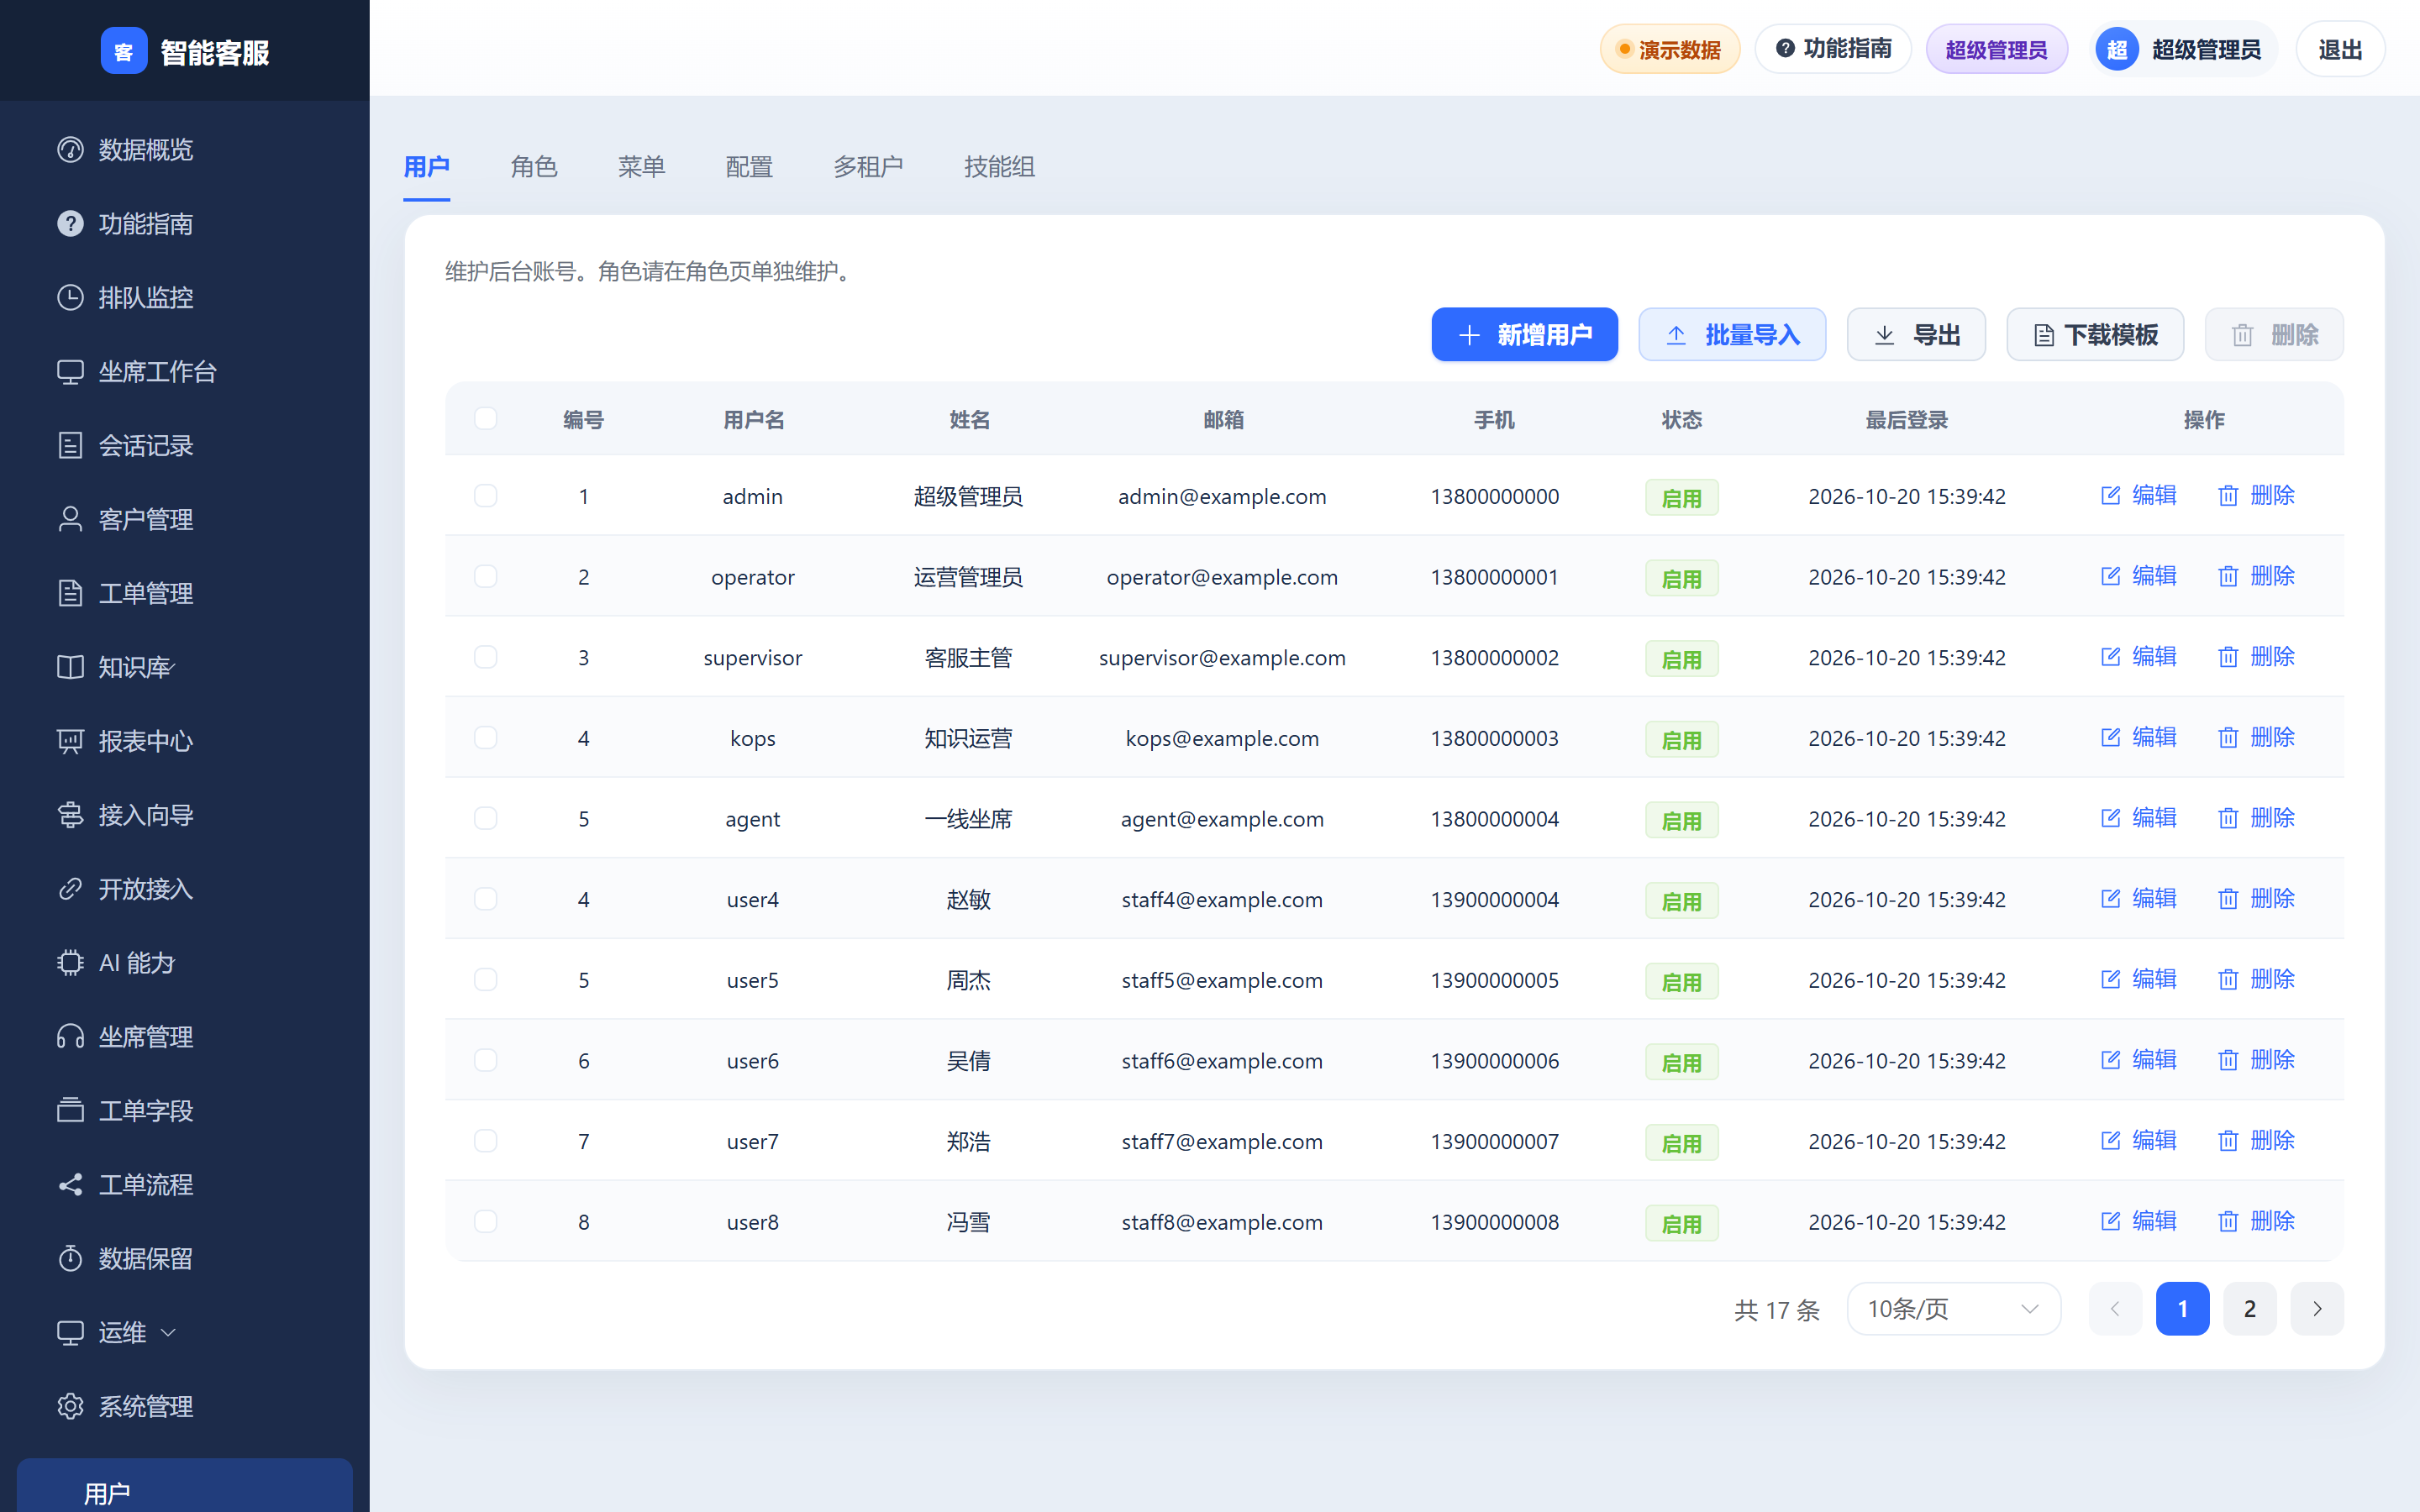 客 智能客服
演示数据 功能指南 超级管理员 超 超级管理员 退出
数据概览
功能指南
排队监控
坐席工作台
会话记录
客户管理
工单管理
知识库
报表中心
接入向导
开放接入
AI 能力
坐席管理
工单字段
工单流程
数据保留
运维
系统管理
用户
用户 角色 菜单 配置 多租户 技能组
维护后台账号。角色请在角色页单独维护。
新增用户 批量导入 导出 下载模板 删除
编号 用户名 姓名 邮箱 手机 状态 最后登录 操作
1 admin 超级管理员 admin@example.com 13800000000 启用 2026-10-20 15:39:42 编辑 删除
2 operator 运营管理员 operator@example.com 13800000001 启用 2026-10-20 15:39:42 编辑 删除
3 supervisor 客服主管 supervisor@example.com 13800000002 启用 2026-10-20 15:39:42 编辑 删除
4 kops 知识运营 kops@example.com 13800000003 启用 2026-10-20 15:39:42 编辑 删除
5 agent 一线坐席 agent@example.com 13800000004 启用 2026-10-20 15:39:42 编辑 删除
4 user4 赵敏 staff4@example.com 13900000004 启用 2026-10-20 15:39:42 编辑 删除
5 user5 周杰 staff5@example.com 13900000005 启用 2026-10-20 15:39:42 编辑 删除
6 user6 吴倩 staff6@example.com 13900000006 启用 2026-10-20 15:39:42 编辑 删除
7 user7 郑浩 staff7@example.com 13900000007 启用 2026-10-20 15:39:42 编辑 删除
8 user8 冯雪 staff8@example.com 13900000008 启用 2026-10-20 15:39:42 编辑 删除
共 17 条 10条/页 1 2